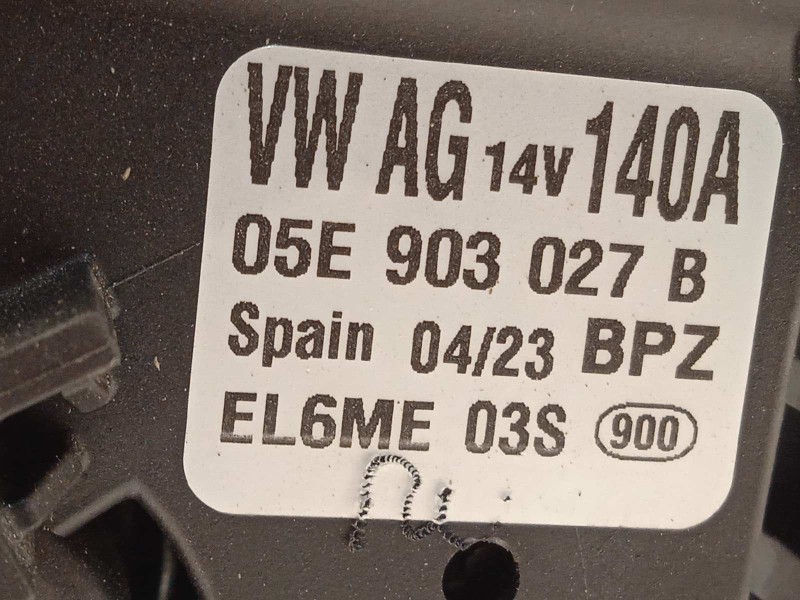 VW AG 14V 140A
05E 903 027 B
Spain 04/23 BPZ
EL6ME 03S 900